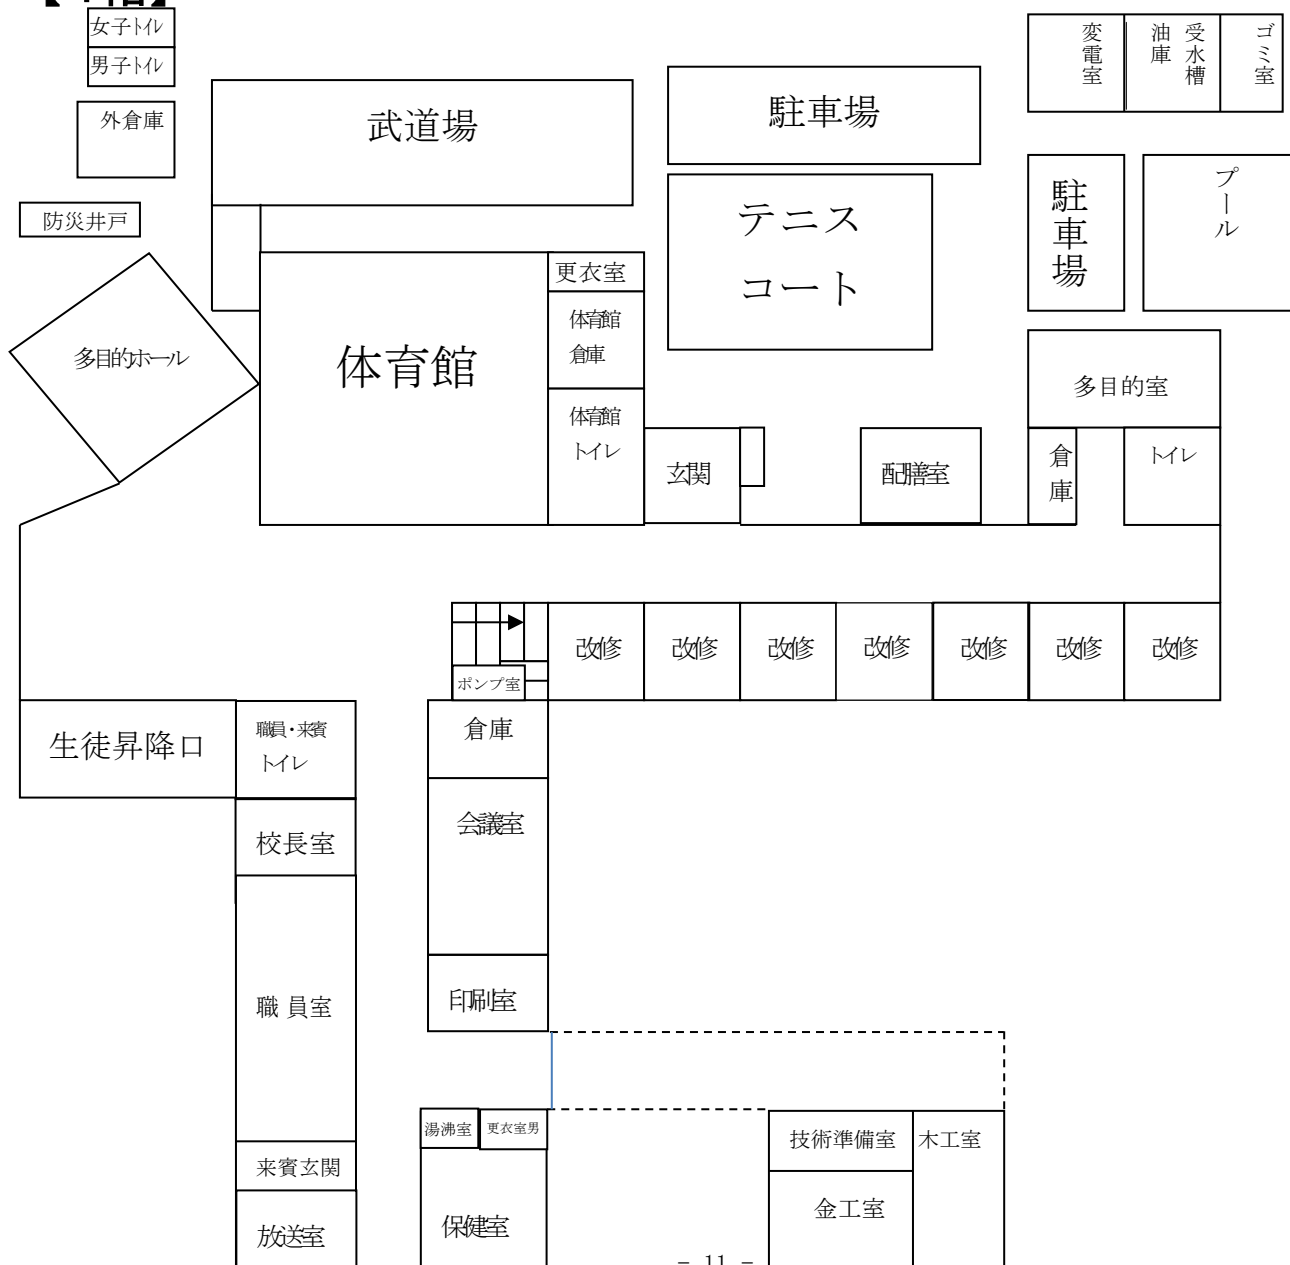 女子トイレ
男子トイレ
外倉庫
防災井戸
武道場
駐車場
変電室
油庫
受水槽
ゴミ室
テニス
コート
駐車場
プール
多目的ホール
体育館
更衣室
体育館
倉庫
体育館
トイレ
玄関
配膳室
多目的室
倉庫
トイレ
改修
改修
改修
改修
改修
改修
改修
ポンプ室
生徒昇降口
職員・来賓
トイレ
倉庫
校長室
会議室
職員室
印刷室
湯沸室
更衣室男
技術準備室
木工室
来賓玄関
金工室
放送室
保健室
- 11 -